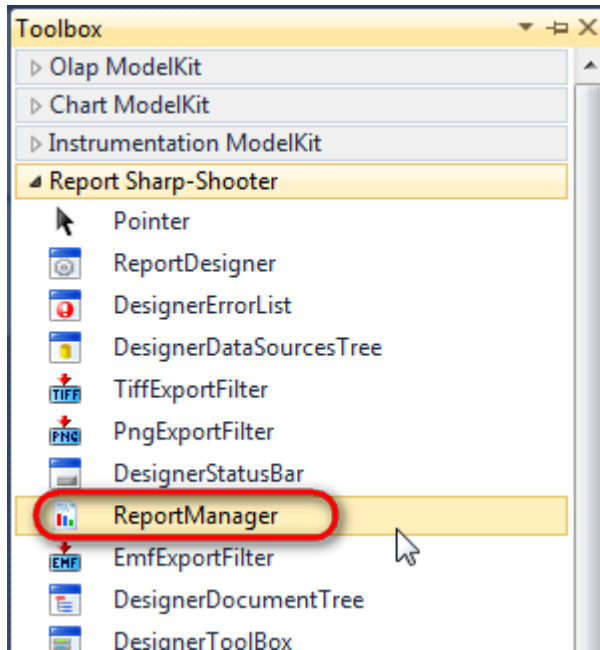 Toolbox
Olap ModelKit
Chart ModelKit
Instrumentation ModelKit
Report Sharp-Shooter
Pointer
ReportDesigner
DesignerErrorList
DesignerDataSourcesTree
TIFF TiffExportFilter
PNG PngExportFilter
DesignerStatusBar
ReportManager
EMF EmfExportFilter
DesignerDocumentTree
DesignerToolBox